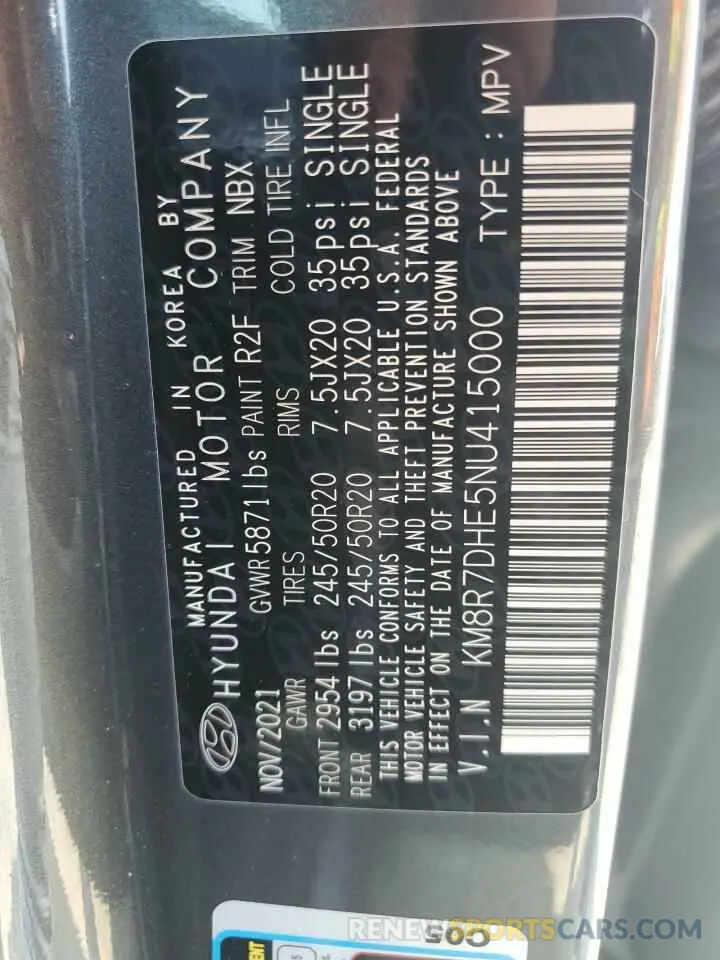 MANUFACTURED IN KOREA BY
HYUNDAI MOTOR COMPANY
NOV/2021 GVWR 5871 lbs PAINT R2F TRIM NBX
GAWR TIRES RIMS COLD TIRE INFL
FRONT 2954 lbs 245/50R20 7.5JX20 35psi SINGLE
REAR 3197 lbs 245/50R20 7.5JX20 35psi SINGLE
THIS VEHICLE CONFORMS TO ALL APPLICABLE U.S.A. FEDERAL
MOTOR VEHICLE SAFETY AND THEFT PREVENTION STANDARDS
IN EFFECT ON THE DATE OF MANUFACTURE SHOWN ABOVE
V.I.N KM8R7DHE5NU415000 TYPE : MPV
C05
RENEWSPORTCARS.COM